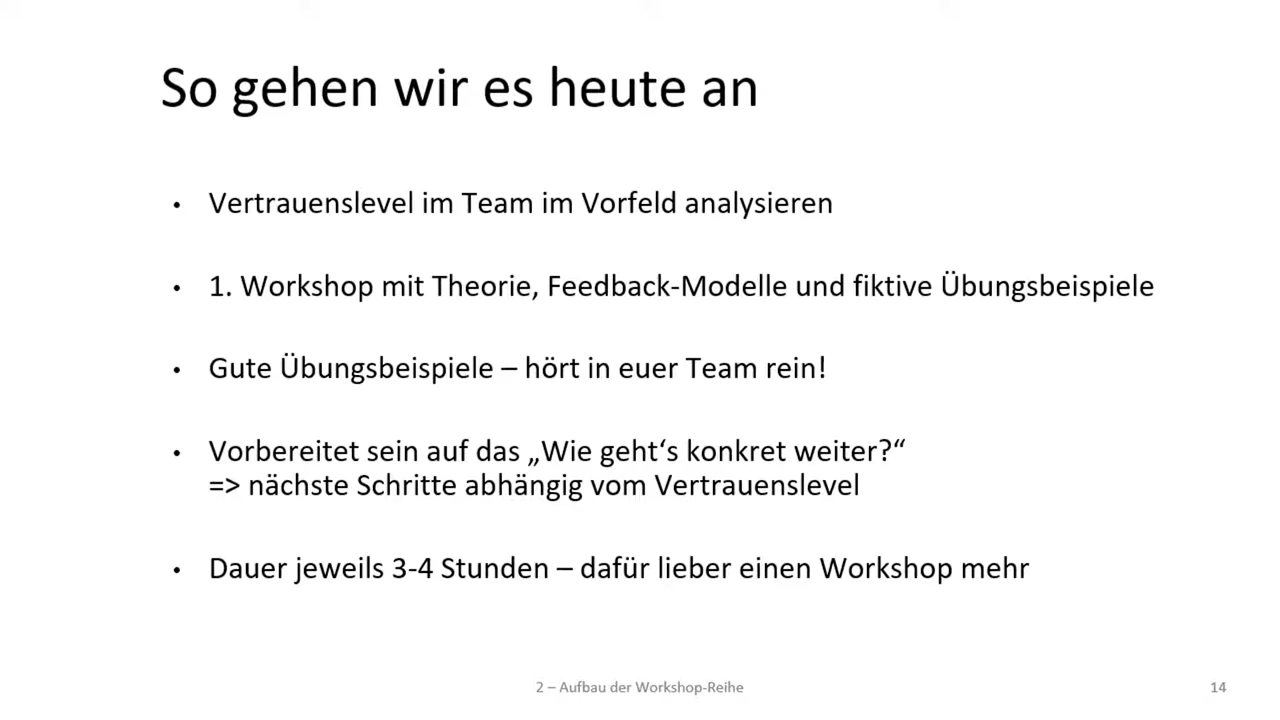 So gehen wir es heute an
• Vertrauenslevel im Team im Vorfeld analysieren
• 1. Workshop mit Theorie, Feedback-Modelle und fiktive Übungsbeispiele
• Gute Übungsbeispiele – hört in euer Team rein!
• Vorbereitet sein auf das „Wie geht‘s konkret weiter?“
=> nächste Schritte abhängig vom Vertrauenslevel
• Dauer jeweils 3-4 Stunden – dafür lieber einen Workshop mehr
2 – Aufbau der Workshop-Reihe
14